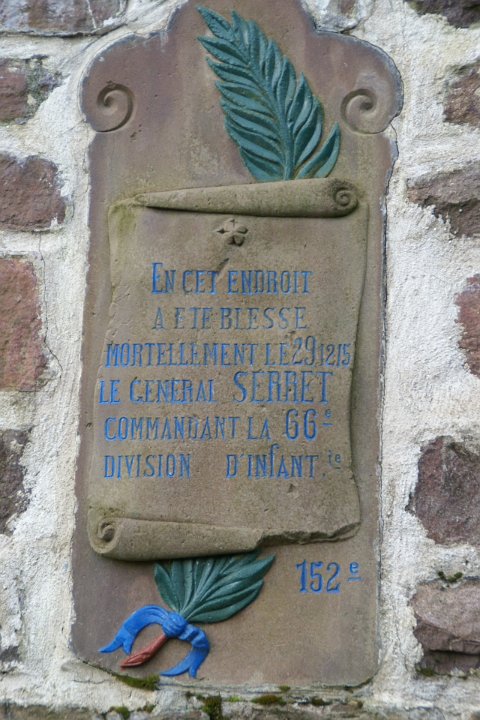 EN CET ENDROIT
A ETE BLESSE
MORTELLEMENT LE 29 12 15
LE GENERAL SERRET
COMMANDANT LA 66e
DIVISION D'INFANTie
152e